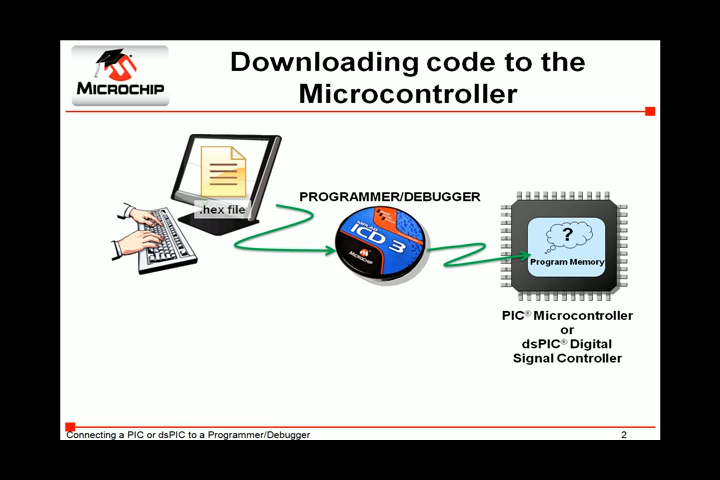 MICROCHIP
Downloading code to the
Microcontroller
.hex file
PROGRAMMER/DEBUGGER
MPLAB
ICD 3
MICROCHIP
?
Program Memory
PIC® Microcontroller
or
dsPIC® Digital
Signal Controller
Connecting a PIC or dsPIC to a Programmer/Debugger
2